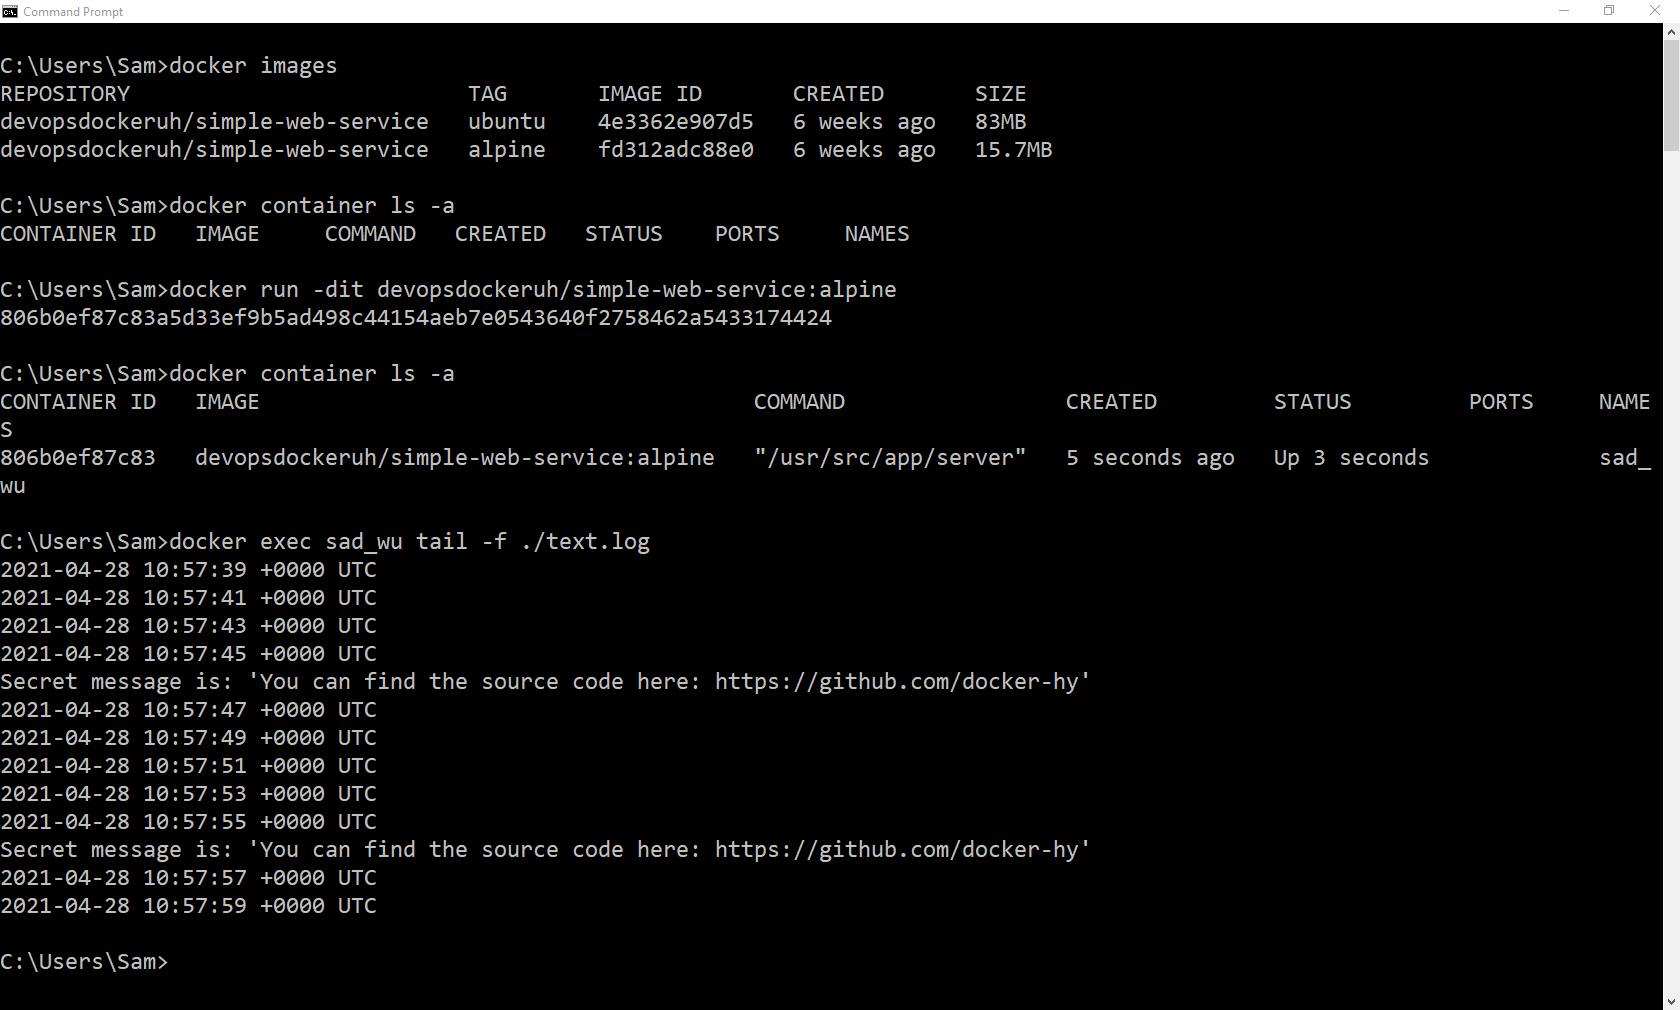 Command Prompt
C:\Users\Sam>docker images
REPOSITORY                          TAG       IMAGE ID       CREATED       SIZE
devopsdockeruh/simple-web-service   ubuntu    4e3362e907d5   6 weeks ago   83MB
devopsdockeruh/simple-web-service   alpine    fd312adc88e0   6 weeks ago   15.7MB
C:\Users\Sam>docker container ls -a
CONTAINER ID   IMAGE     COMMAND   CREATED   STATUS    PORTS     NAMES
C:\Users\Sam>docker run -dit devopsdockeruh/simple-web-service:alpine
806b0ef87c83a5d33ef9b5ad498c44154aeb7e0543640f2758462a5433174424
C:\Users\Sam>docker container ls -a
CONTAINER ID   IMAGE                                      COMMAND                 CREATED         STATUS         PORTS     NAME
S
806b0ef87c83   devopsdockeruh/simple-web-service:alpine   "/usr/src/app/server"   5 seconds ago   Up 3 seconds             sad_
wu
C:\Users\Sam>docker exec sad_wu tail -f ./text.log
2021-04-28 10:57:39 +0000 UTC
2021-04-28 10:57:41 +0000 UTC
2021-04-28 10:57:43 +0000 UTC
2021-04-28 10:57:45 +0000 UTC
Secret message is: 'You can find the source code here: https://github.com/docker-hy'
2021-04-28 10:57:47 +0000 UTC
2021-04-28 10:57:49 +0000 UTC
2021-04-28 10:57:51 +0000 UTC
2021-04-28 10:57:53 +0000 UTC
2021-04-28 10:57:55 +0000 UTC
Secret message is: 'You can find the source code here: https://github.com/docker-hy'
2021-04-28 10:57:57 +0000 UTC
2021-04-28 10:57:59 +0000 UTC
C:\Users\Sam>